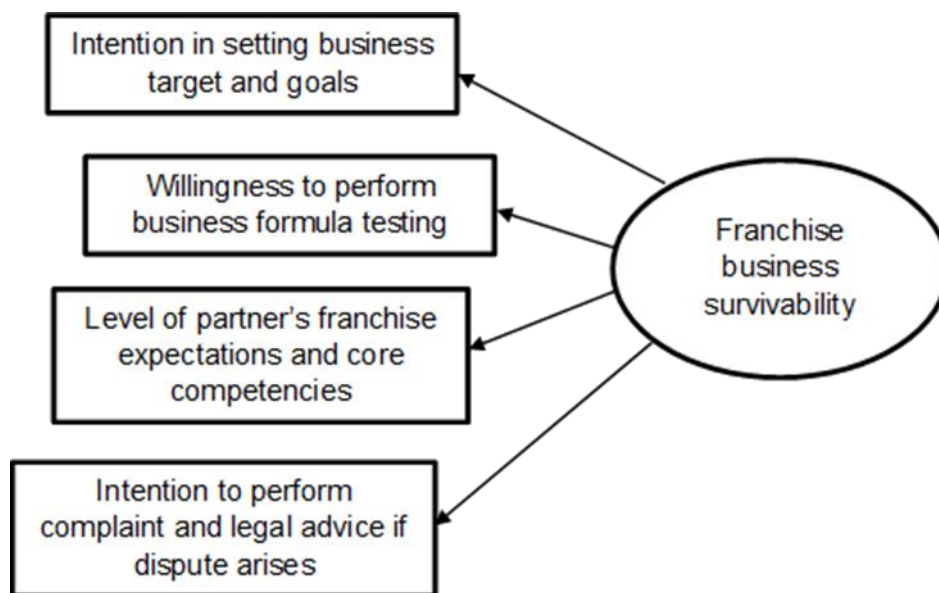 Intention in setting business
target and goals
Willingness to perform
business formula testing
Level of partner's franchise
expectations and core
competencies
Intention to perform
complaint and legal advice if
dispute arises
Franchise
business
survivability